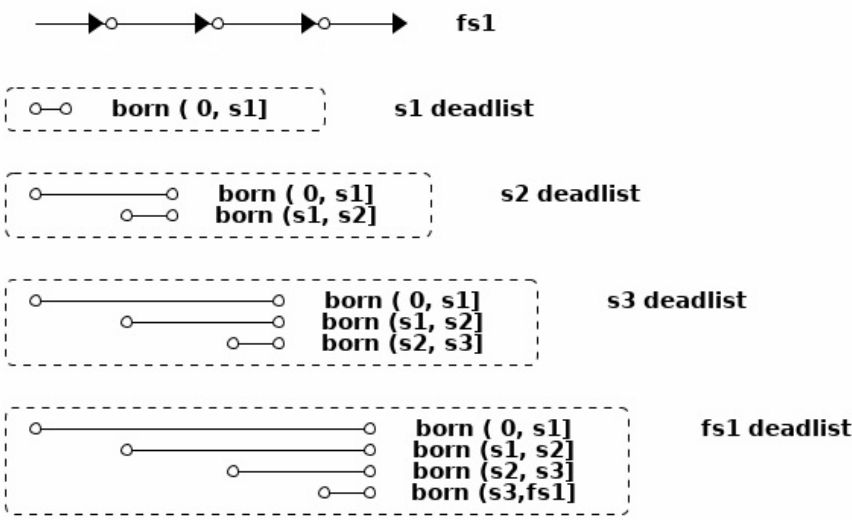 fs1
born ( 0, s1] s1 deadlist
born ( 0, s1] s2 deadlist
born (s1, s2]
born ( 0, s1] s3 deadlist
born (s1, s2]
born (s2, s3]
born ( 0, s1] fs1 deadlist
born (s1, s2]
born (s2, s3]
born (s3,fs1]